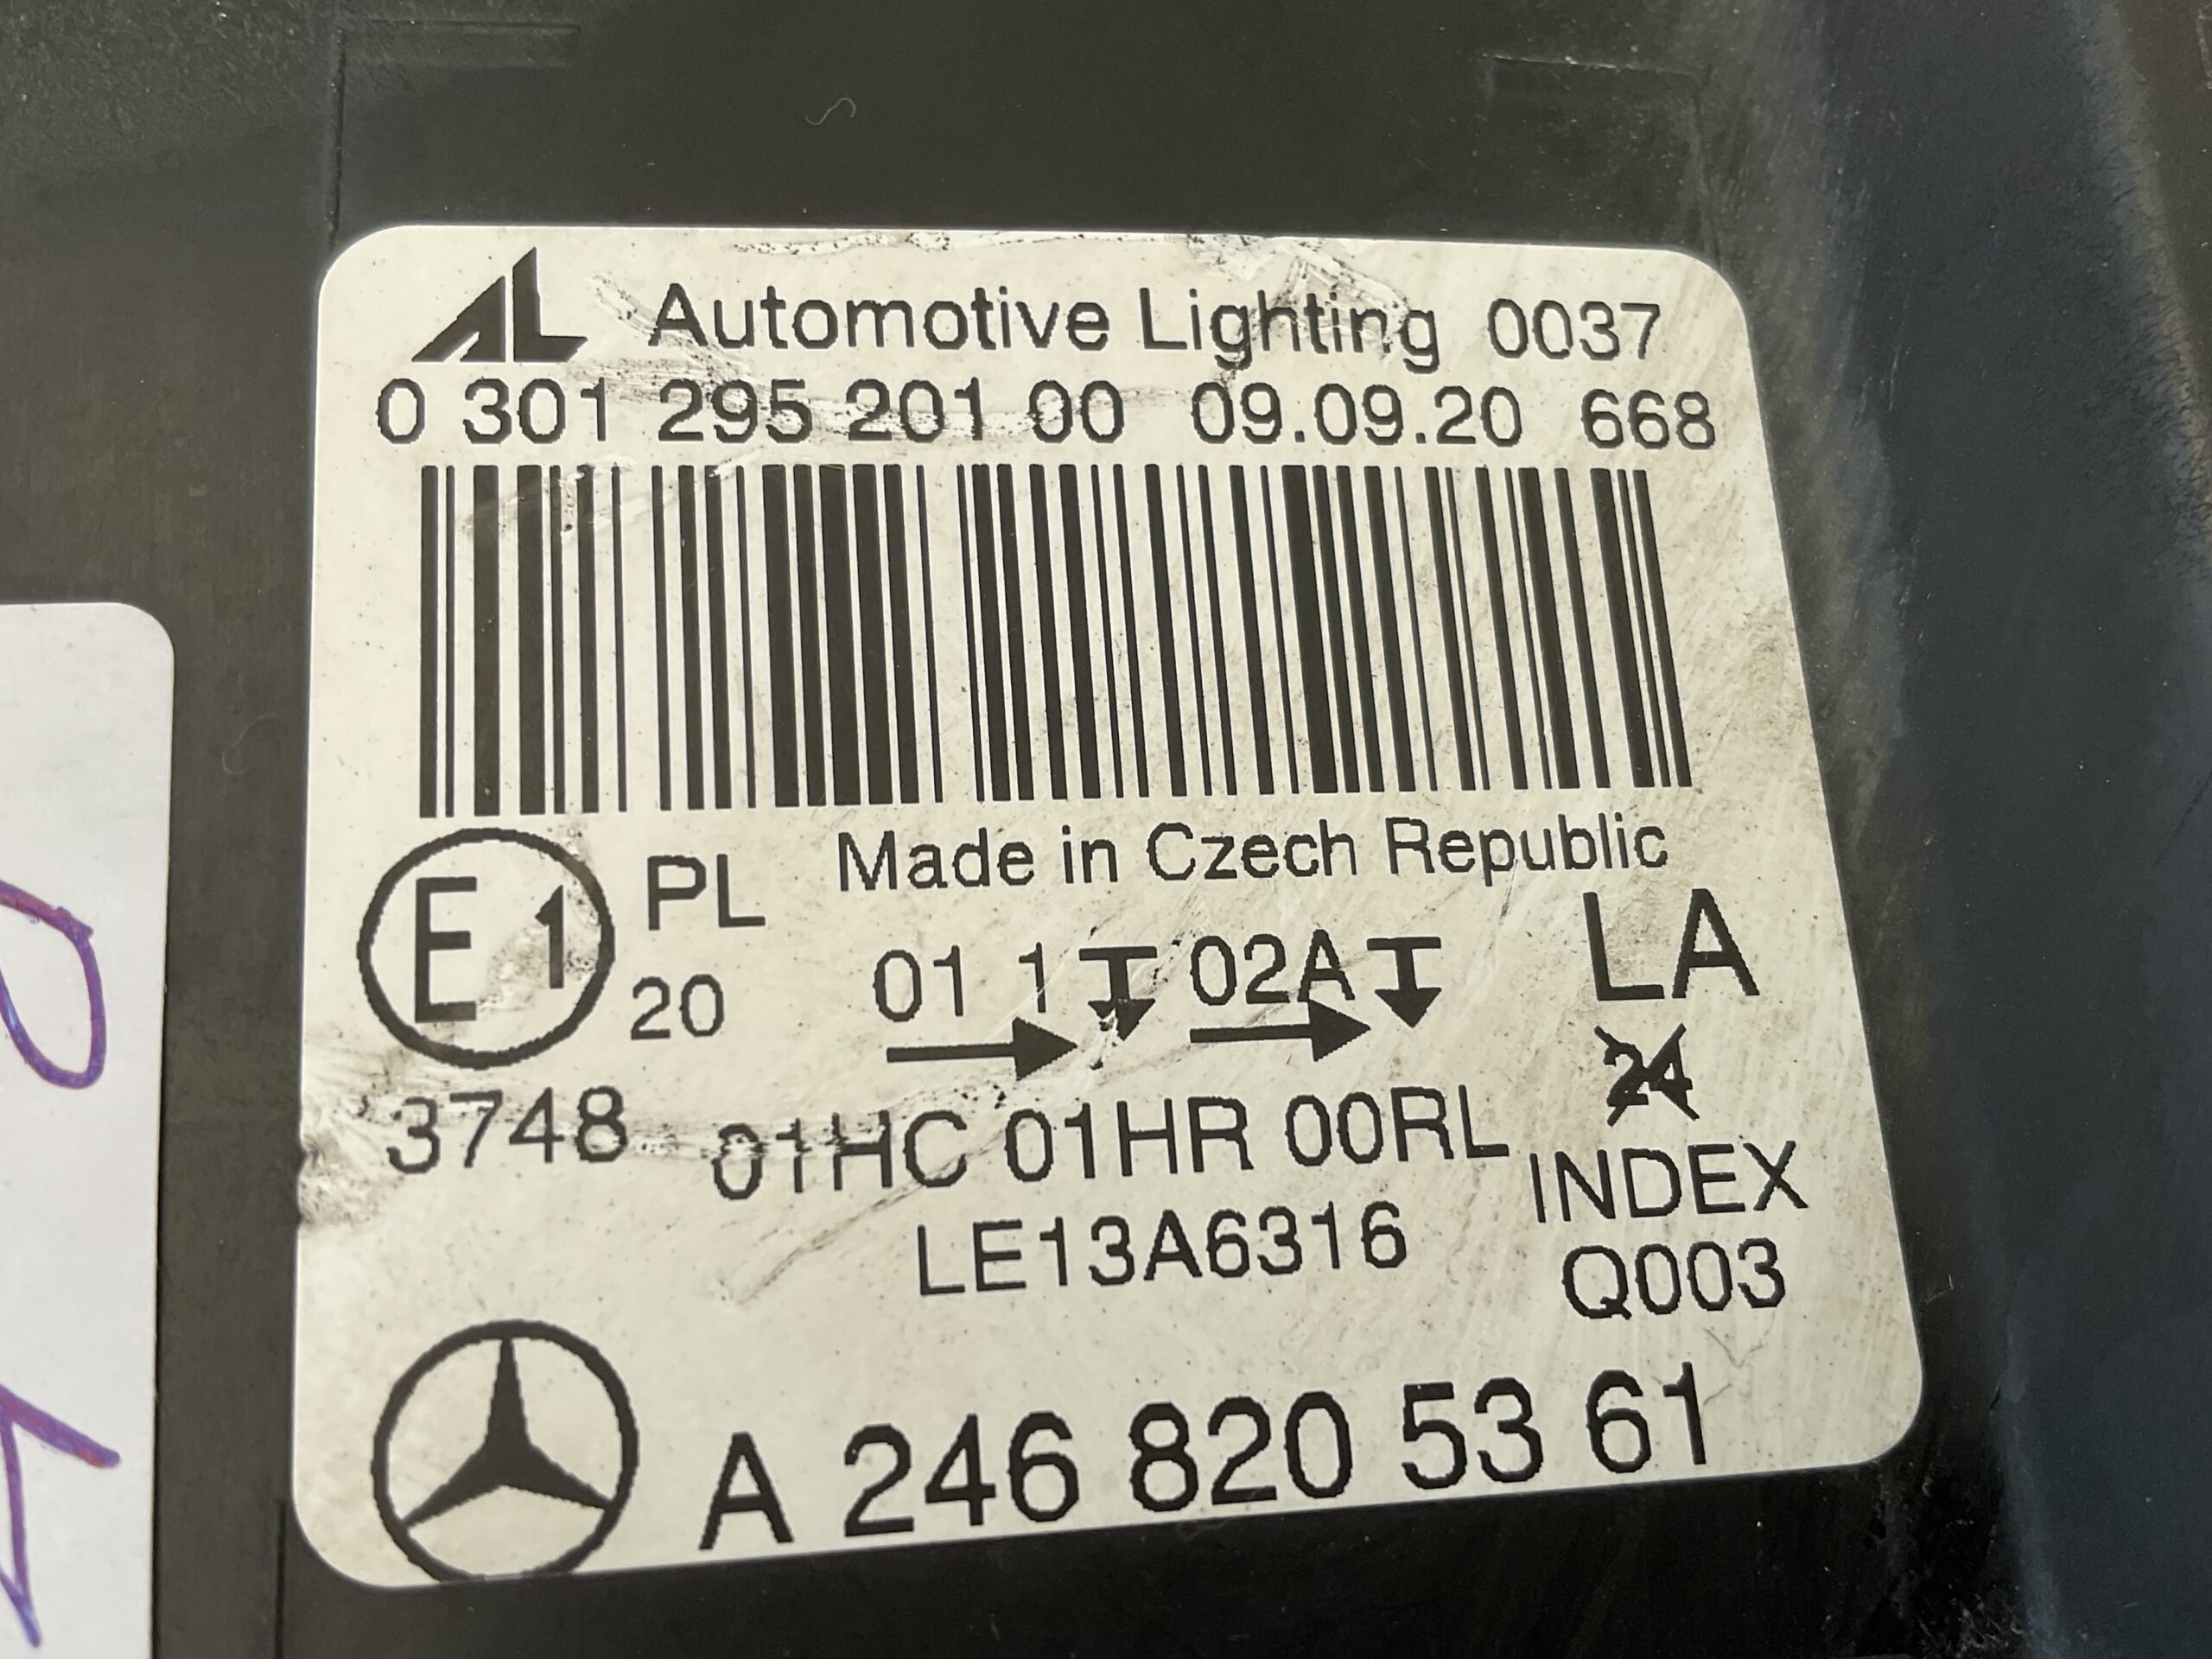 AL Automotive Lighting 0037
0 301 295 201 00 09.09.20 668
Made in Czech Republic
E1 PL
20
01 1 02A LA
24
3748 01HC 01HR 00RL
INDEX
LE13A6316
Q003
A 246 820 53 61